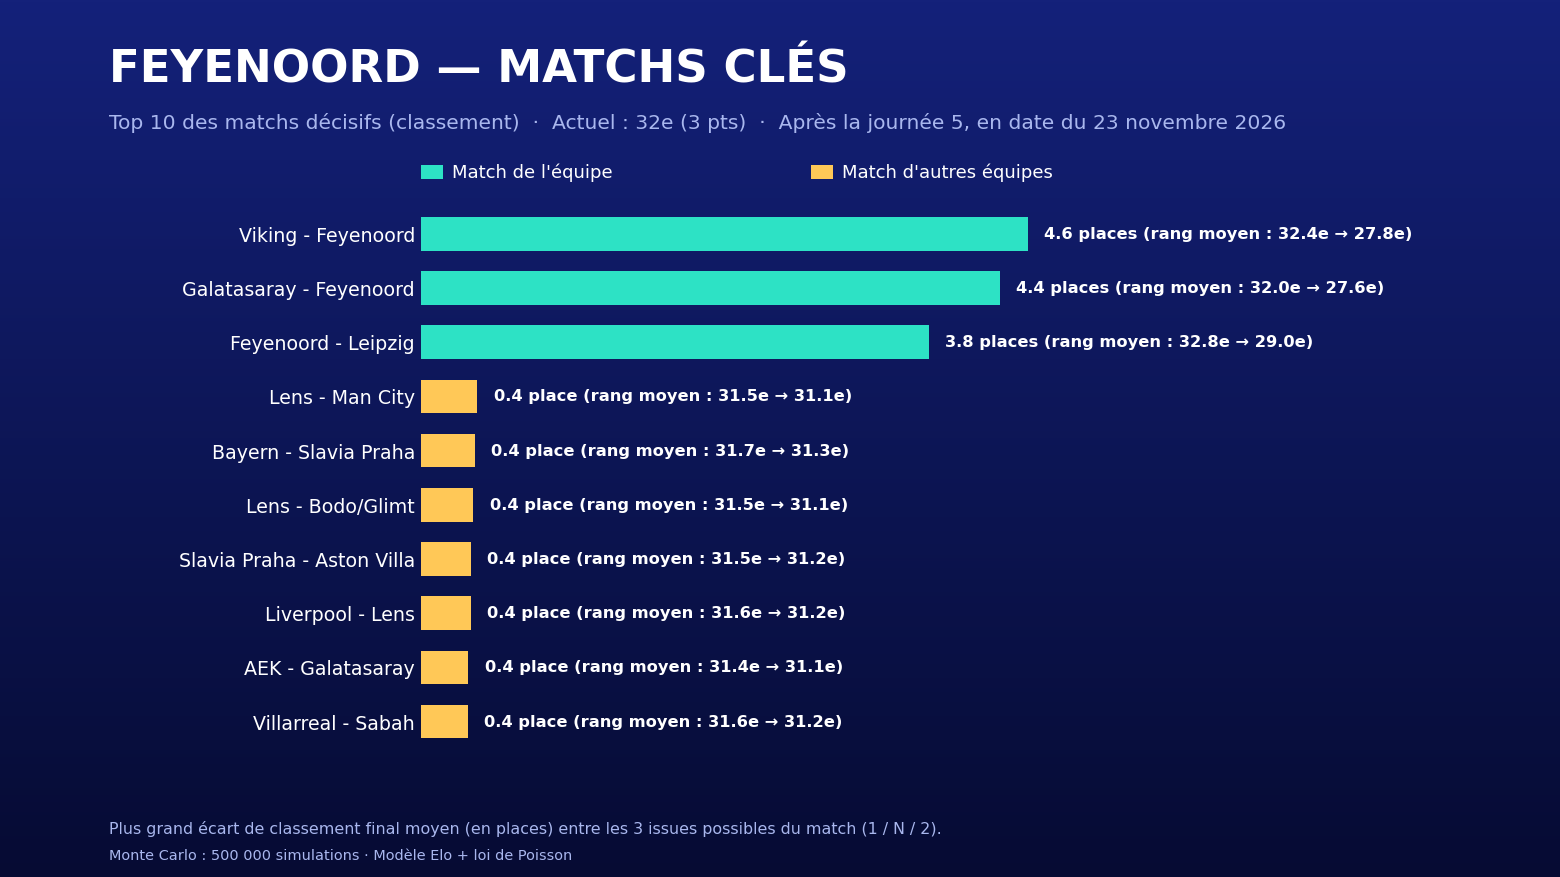 FEYENOORD — MATCHS CLÉS
Top 10 des matchs décisifs (classement) · Actuel : 32e (3 pts) · Après la journée 5, en date du 23 novembre 2026
Match de l'équipe
Match d'autres équipes
Viking - Feyenoord 4.6 places (rang moyen : 32.4e → 27.8e)
Galatasaray - Feyenoord 4.4 places (rang moyen : 32.0e → 27.6e)
Feyenoord - Leipzig 3.8 places (rang moyen : 32.8e → 29.0e)
Lens - Man City 0.4 place (rang moyen : 31.5e → 31.1e)
Bayern - Slavia Praha 0.4 place (rang moyen : 31.7e → 31.3e)
Lens - Bodo/Glimt 0.4 place (rang moyen : 31.5e → 31.1e)
Slavia Praha - Aston Villa 0.4 place (rang moyen : 31.5e → 31.2e)
Liverpool - Lens 0.4 place (rang moyen : 31.6e → 31.2e)
AEK - Galatasaray 0.4 place (rang moyen : 31.4e → 31.1e)
Villarreal - Sabah 0.4 place (rang moyen : 31.6e → 31.2e)
Plus grand écart de classement final moyen (en places) entre les 3 issues possibles du match (1 / N / 2).
Monte Carlo : 500 000 simulations · Modèle Elo + loi de Poisson